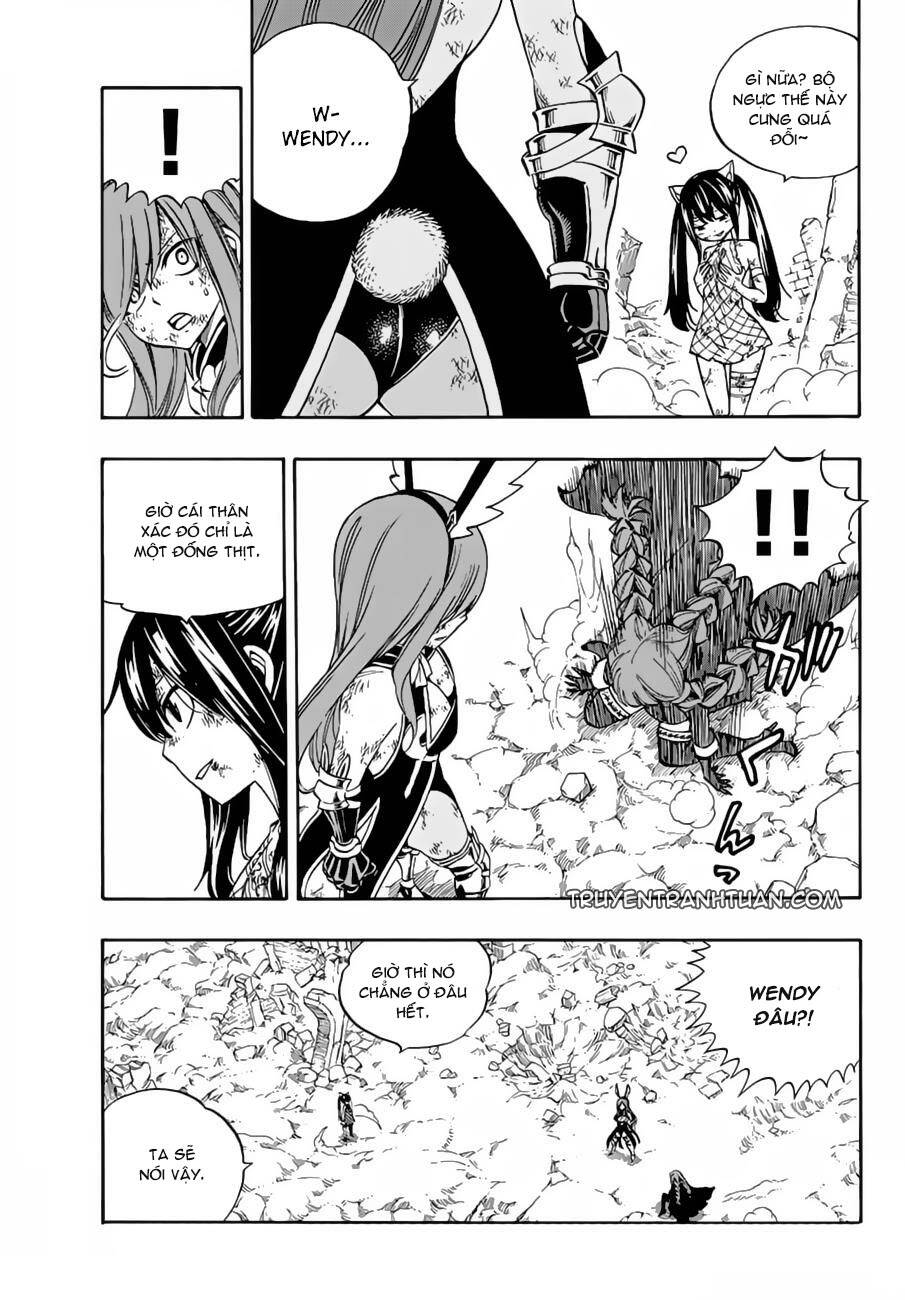 GÌ NỮA? BỘ
NGỰC THẾ NÀY
CƯNG QUÁ
ĐỖI~
W-
WENDY...
!
!!
GIỜ CÁI THÂN
XÁC ĐÓ CHỈ LÀ
MỘT ĐỐNG THỊT.
TRUYENTRANHTUAN.COM
WENDY
ĐÂU?!
GIỜ THÌ NÓ
CHẲNG Ở ĐÂU
HẾT.
TA SẼ
NÓI VẬY.